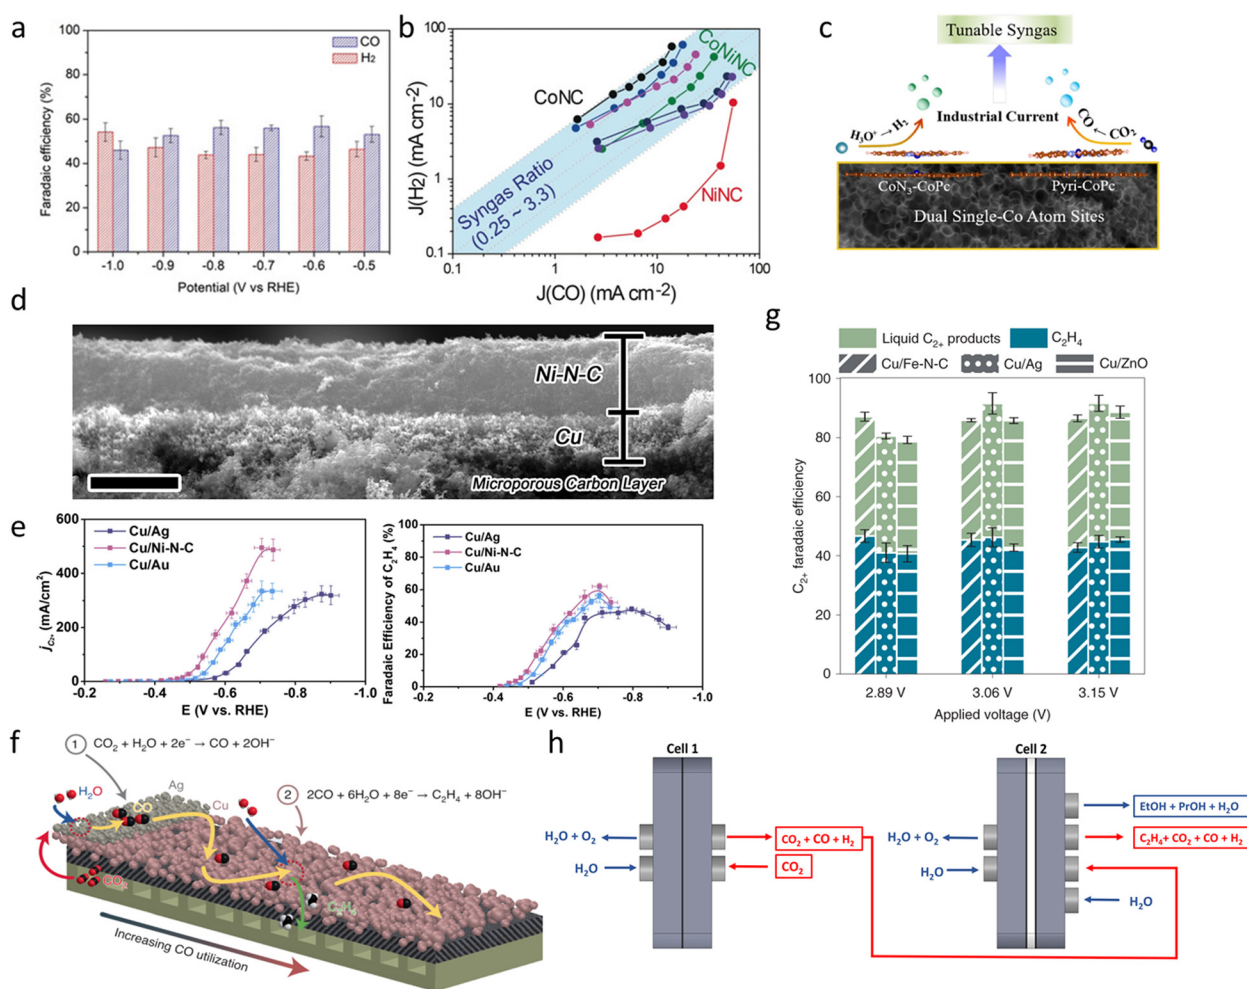 a
100
80
60
40
20
0
Faradaic efficiency (%)
CO
H₂
-1.0
-0.9
-0.8
-0.7
-0.6
-0.5
Potential (V vs RHE)
b
100
10
1
0.1
J(H2) (mA cm⁻²)
CoNC
CoNiNC
NiNC
Syngas Ratio
(0.25 ~ 3.3)
0.1
1
10
100
J(CO) (mA cm⁻²)
c
Tunable Syngas
Industrial Current
H₃O⁺ → H₂
CO ← CO₂
CoN₃-CoPc
Pyri-CoPc
Dual Single-Co Atom Sites
d
Ni-N-C
Cu
Microporous Carbon Layer
e
600
400
200
0
j_C₂₊ (mA/cm²)
Cu/Ag
Cu/Ni-N-C
Cu/Au
-0.2
-0.4
-0.6
-0.8
-1.0
E (V vs. RHE)
100
80
60
40
20
0
Faradaic Efficiency of C₂H₄ (%)
Cu/Ag
Cu/Ni-N-C
Cu/Au
-0.2
-0.4
-0.6
-0.8
-1.0
E (V vs. RHE)
f
1
CO₂ + H₂O + 2e⁻ → CO + 2OH⁻
Ag
H₂O
CO
Cu
2
2CO + 6H₂O + 8e⁻ → C₂H₄ + 8OH⁻
CO₂
C₂H₄
Increasing CO utilization
g
Liquid C₂₊ products
C₂H₄
Cu/Fe-N-C
Cu/Ag
Cu/ZnO
100
80
60
40
20
0
C₂₊ faradaic efficiency
2.89 V
3.06 V
3.15 V
Applied voltage (V)
h
Cell 1
H₂O + O₂
H₂O
CO₂ + CO + H₂
CO₂
Cell 2
H₂O + O₂
H₂O
EtOH + PrOH + H₂O
C₂H₄+ CO₂ + CO + H₂
H₂O